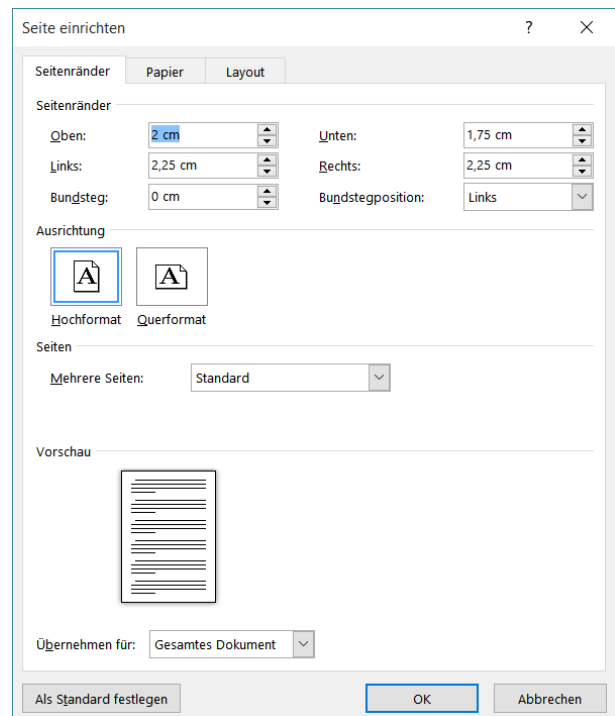 Seite einrichten ?
Seitenränder Papier Layout
Seitenränder
Oben: 2 cm Unten: 1,75 cm
Links: 2,25 cm Rechts: 2,25 cm
Bundsteg: 0 cm Bundstegposition: Links
Ausrichtung
A A
Hochformat Querformat
Seiten
Mehrere Seiten: Standard
Vorschau
Übernehmen für: Gesamtes Dokument
Als Standard festlegen OK Abbrechen